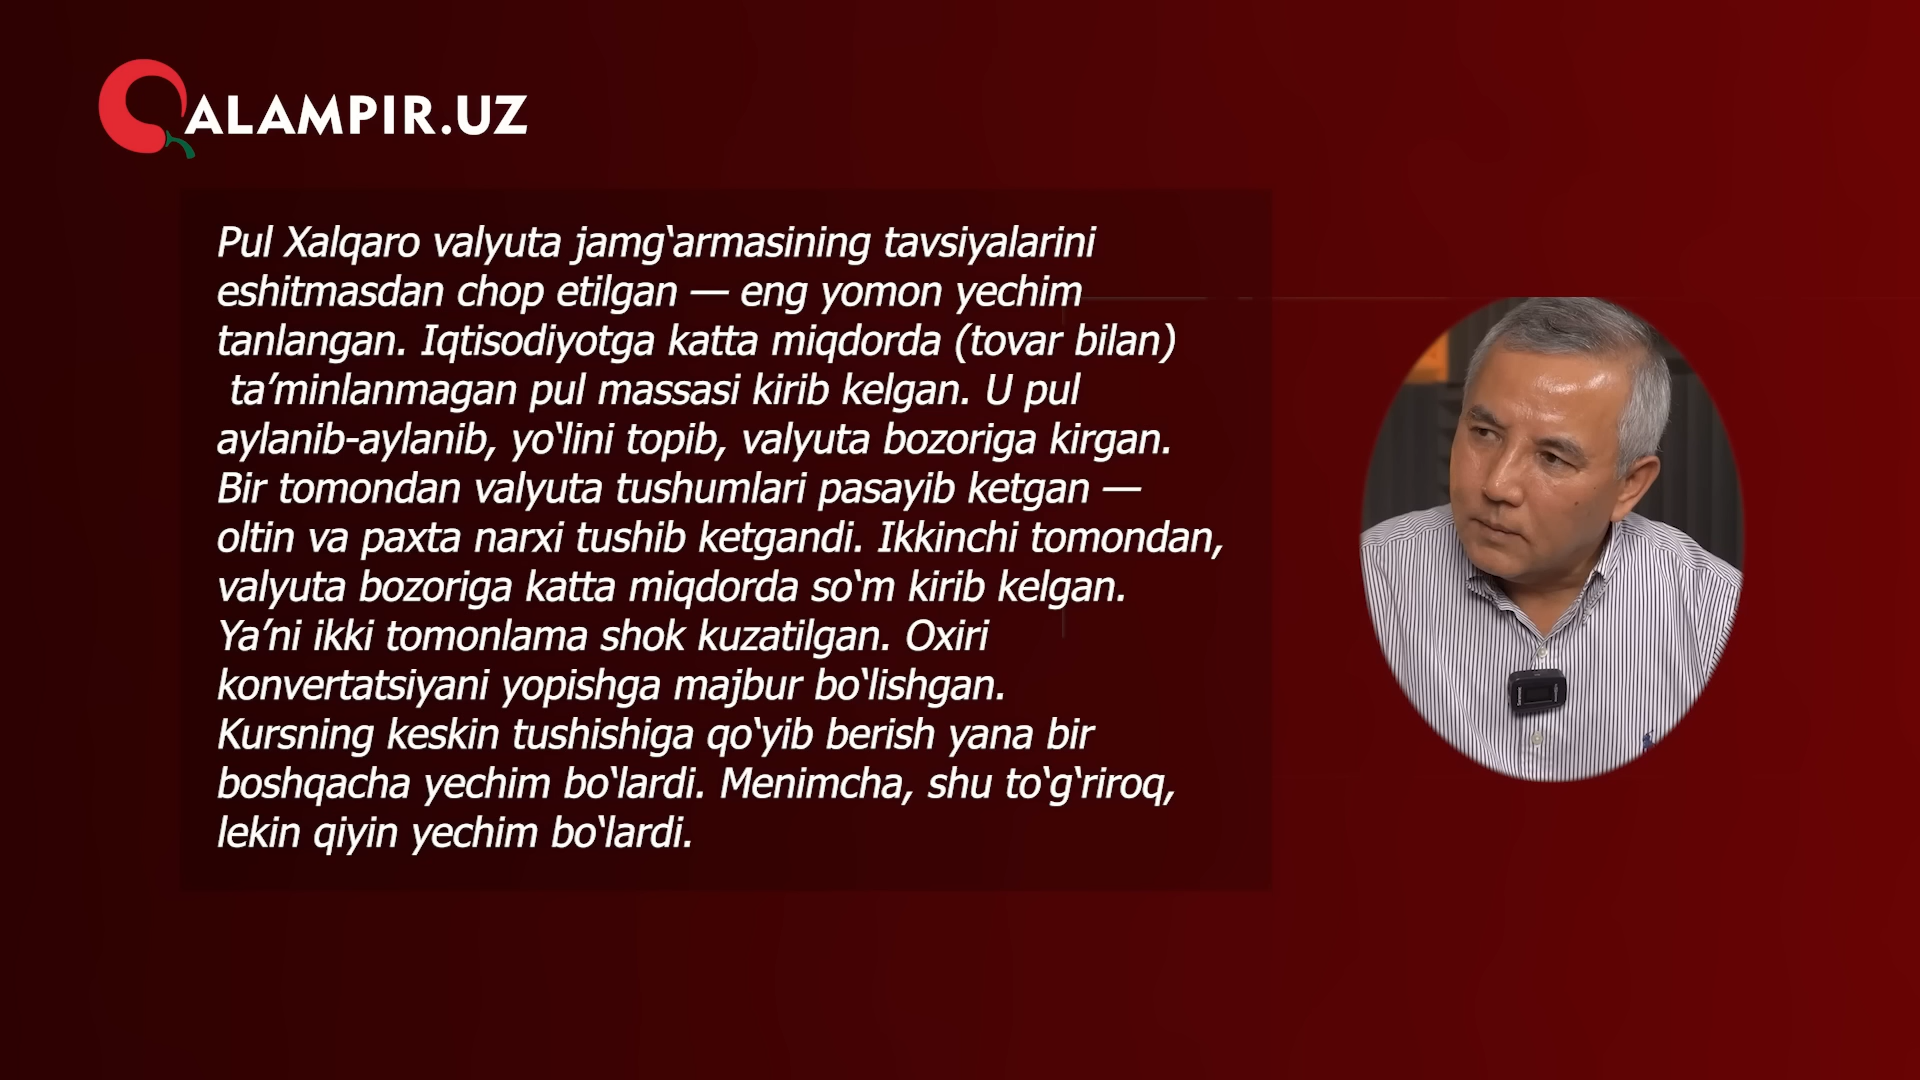 QALAMPIR.UZ
Pul Xalqaro valyuta jamg‘armasining tavsiyalarini
eshitmasdan chop etilgan — eng yomon yechim
tanlangan. Iqtisodiyotga katta miqdorda (tovar bilan)
ta’minlanmagan pul massasi kirib kelgan. U pul
aylanib-aylanib, yo‘lini topib, valyuta bozoriga kirgan.
Bir tomondan valyuta tushumlari pasayib ketgan —
oltin va paxta narxi tushib ketgandi. Ikkinchi tomondan,
valyuta bozoriga katta miqdorda so‘m kirib kelgan.
Ya’ni ikki tomonlama shok kuzatilgan. Oxiri
konvertatsiyani yopishga majbur bo‘lishgan.
Kursning keskin tushishiga qo‘yib berish yana bir
boshqacha yechim bo‘lardi. Menimcha, shu to‘g‘riroq,
lekin qiyin yechim bo‘lardi.